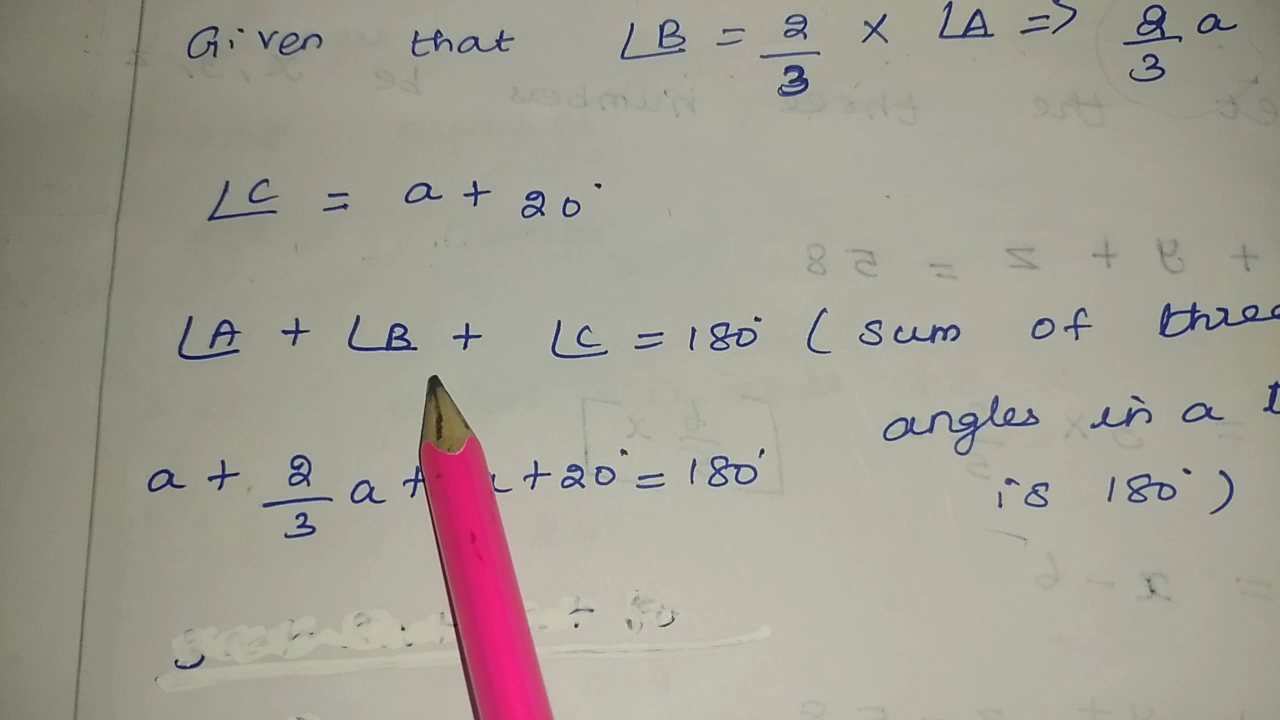 Given that ∠B = 2/3 × ∠A => 2/3 a
∠C = a + 20°
∠A + ∠B + ∠C = 180° ( sum of three
angles in a
a + 2/3 a + + 20° = 180°
is 180° )